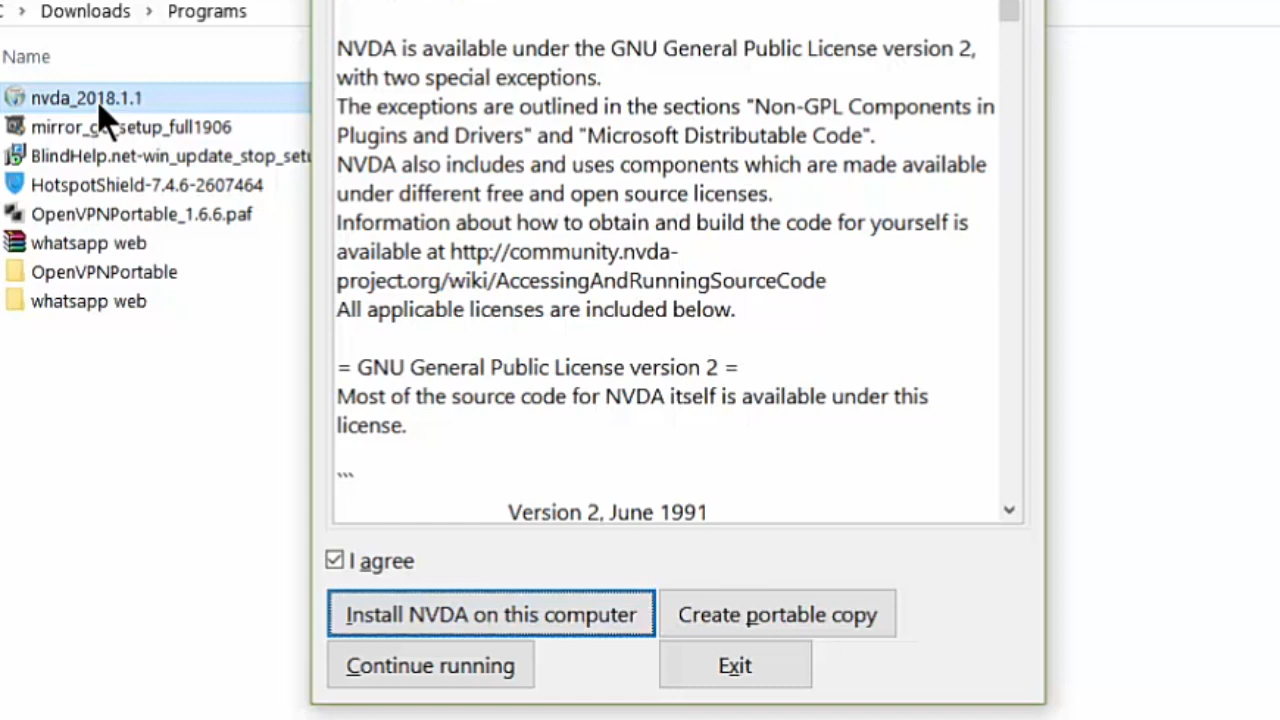 Downloads > Programs
Name
nvda_2018.1.1
mirror_ setup_full1906
BlindHelp.net-win_update_stop_setu
HotspotShield-7.4.6-2607464
OpenVPNPortable_1.6.6.paf
whatsapp web
OpenVPNPortable
whatsapp web
NVDA is available under the GNU General Public License version 2,
with two special exceptions.
The exceptions are outlined in the sections "Non-GPL Components in
Plugins and Drivers" and "Microsoft Distributable Code".
NVDA also includes and uses components which are made available
under different free and open source licenses.
Information about how to obtain and build the code for yourself is
available at http://community.nvda-
project.org/wiki/AccessingAndRunningSourceCode
All applicable licenses are included below.
= GNU General Public License version 2 =
Most of the source code for NVDA itself is available under this
license.
```
Version 2, June 1991
I agree
Install NVDA on this computer
Create portable copy
Continue running
Exit